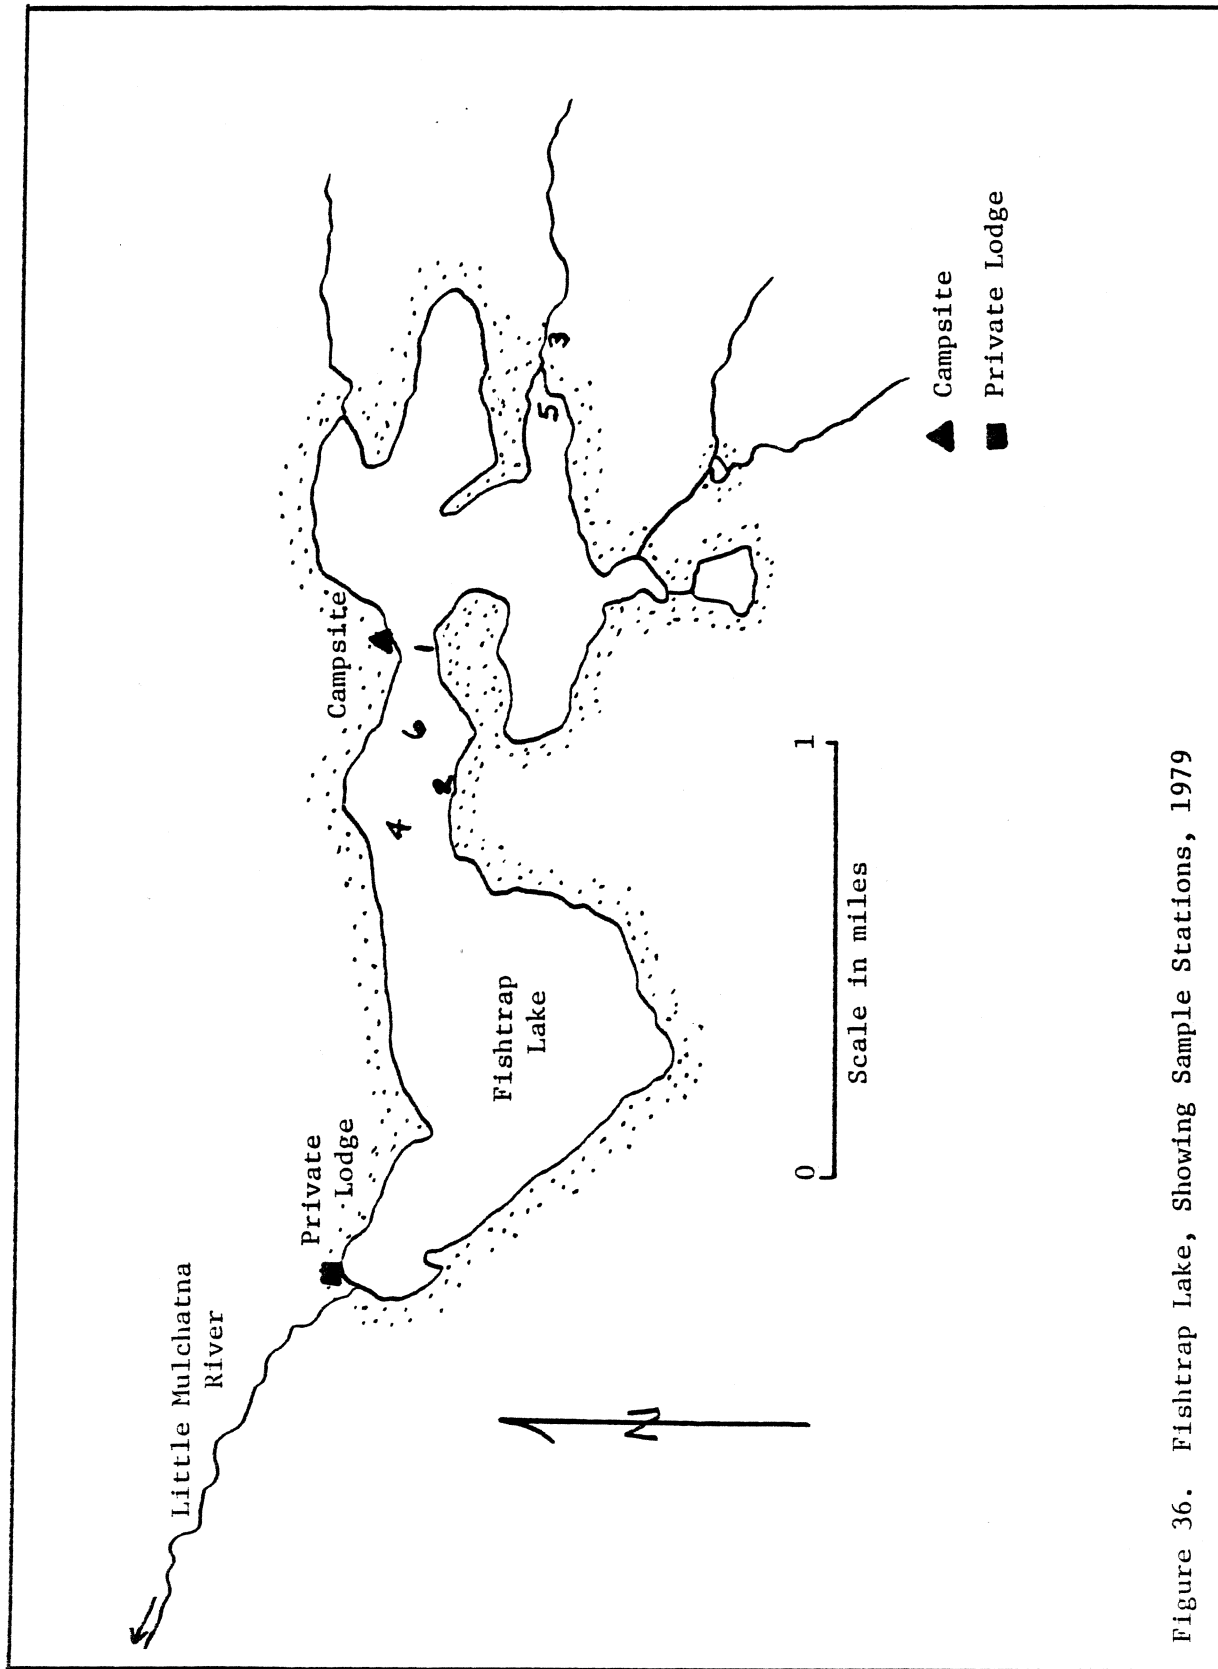 Little Mulchatna
River
Private
Lodge
Campsite
Fishtrap
Lake
1
2
3
4
5
6
N
0 1
Scale in miles
Campsite
Private Lodge
Figure 36. Fishtrap Lake, Showing Sample Stations, 1979